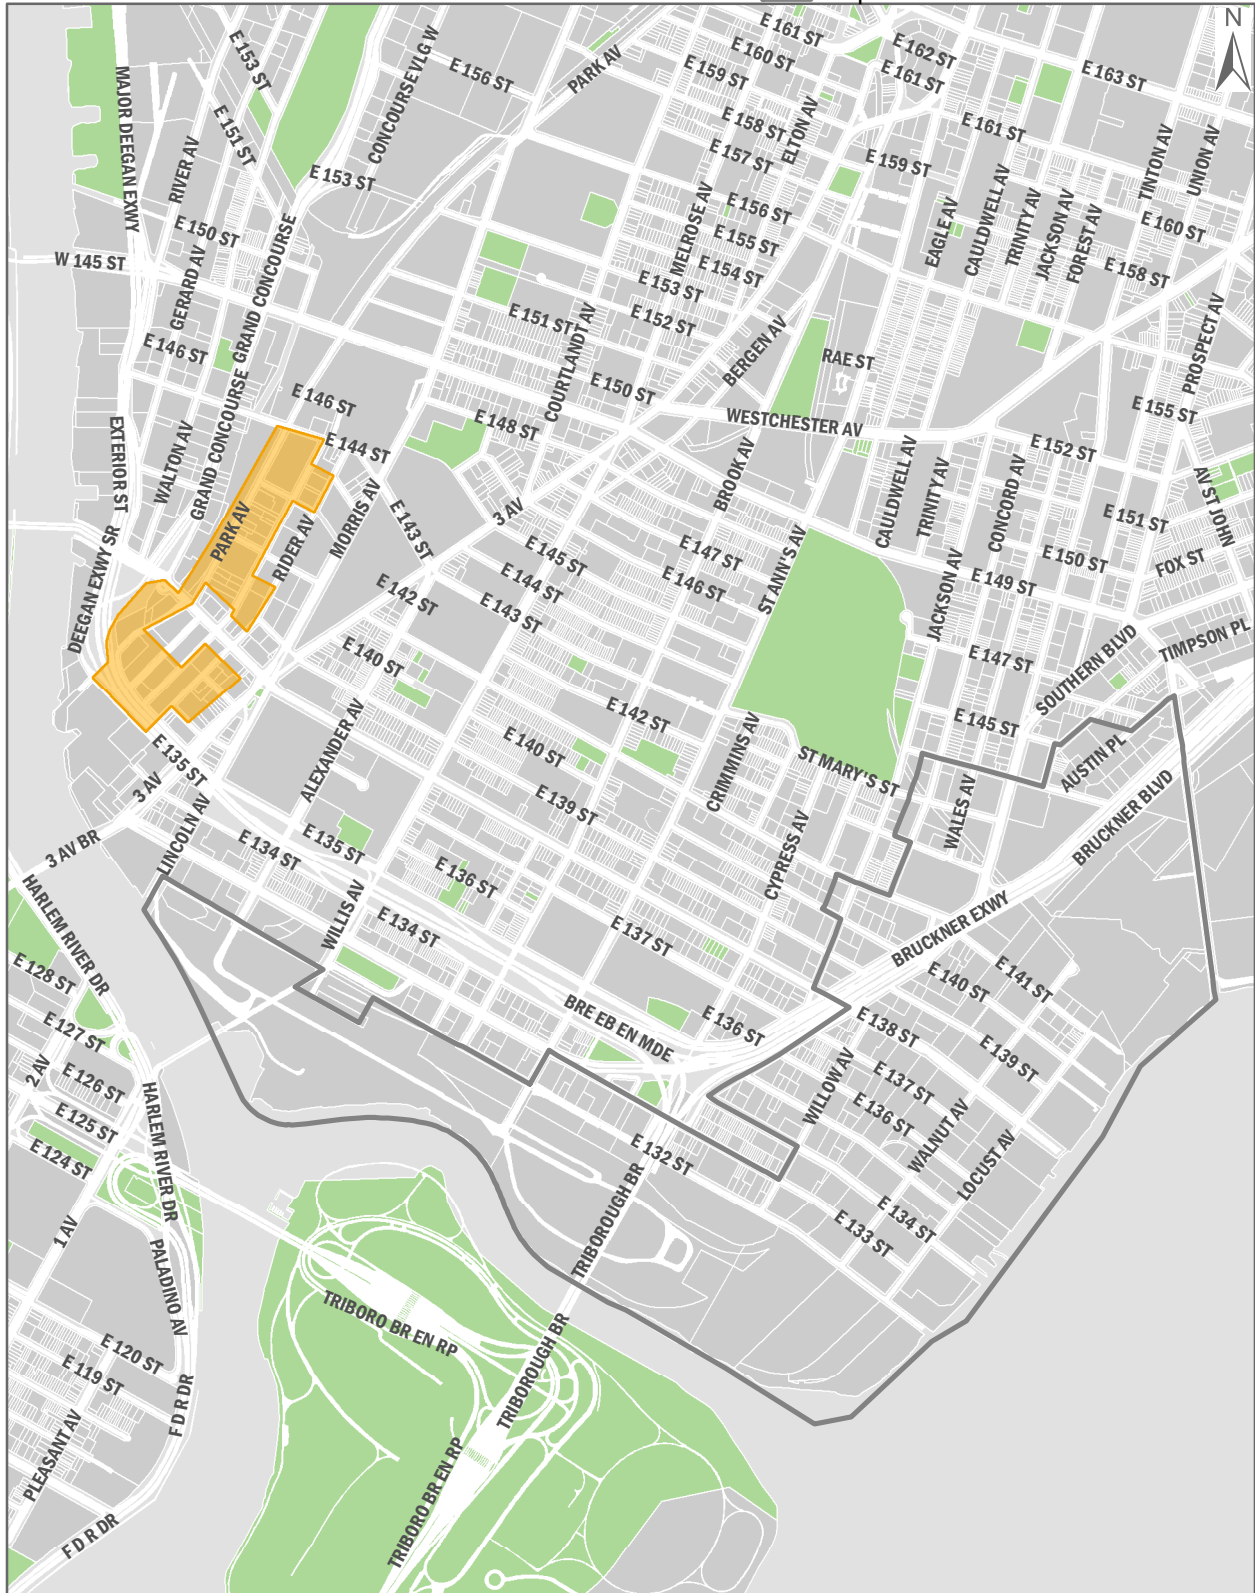 N
E 161 ST
E 162 ST
E 153 ST
CONCOURSEVLG W
PARK AV
E 160 ST
E 161 ST
E 163 ST
MAJOR DEEGAN EXWY
E 156 ST
E 159 ST
E 151 ST
E 158 ST
ELTON AV
E 161 ST
TINTON AV
UNION AV
RIVER AV
E 157 ST
E 159 ST
E 153 ST
MELROSE AV
EAGLE AV
CAULDWELL AV
TRINITY AV
JACKSON AV
FOREST AV
E 156 ST
E 160 ST
E 150 ST
E 155 ST
W 145 ST
GERARD AV
GRAND CONCOURSE
E 154 ST
E 158 ST
E 153 ST
E 151 ST
E 152 ST
PROSPECT AV
E 146 ST
COURTLANDT AV
BERGEN AV
RAE ST
E 150 ST
E 146 ST
GRAND CONCOURSE
WESTCHESTER AV
E 155 ST
E 148 ST
E 144 ST
E 152 ST
EXTERIOR ST
WALTON AV
BROOK AV
CAULDWELL AV
TRINITY AV
CONCORD AV
AV ST JOHN
MORRIS AV
3 AV
E 151 ST
PARK AV
RIDER AV
E 143 ST
E 145 ST
E 147 ST
E 150 ST
FOX ST
DEEGAN EXWY SR
E 144 ST
E 146 ST
ST ANN'S AV
E 149 ST
E 142 ST
E 143 ST
JACKSON AV
E 140 ST
E 147 ST
SOUTHERN BLVD
TIMPSON PL
E 142 ST
E 145 ST
E 135 ST
ALEXANDER AV
E 140 ST
CRIMMINS AV
ST MARY'S ST
AUSTIN PL
3 AV
E 139 ST
WALES AV
BRUCKNER BLVD
LINCOLN AV
3 AV BR
E 134 ST
E 135 ST
CYPRESS AV
E 136 ST
HARLEM RIVER DR
WILLIS AV
E 134 ST
E 137 ST
BRUCKNER EXWY
E 128 ST
E 140 ST
E 141 ST
E 127 ST
BRE EB EN MDE
E 136 ST
E 138 ST
E 139 ST
2 AV
E 126 ST
HARLEM RIVER DR
WILLOW AV
E 137 ST
E 125 ST
E 136 ST
WALNUT AV
E 124 ST
E 132 ST
LOCUST AV
1 AV
TRIBOROUGH BR
E 134 ST
E 133 ST
PALADINO AV
TRIBORO BR EN RP
E 120 ST
TRIBOROUGH BR
E 119 ST
F D R DR
PLEASANT AV
TRIBORO BR EN RP
F D R DR